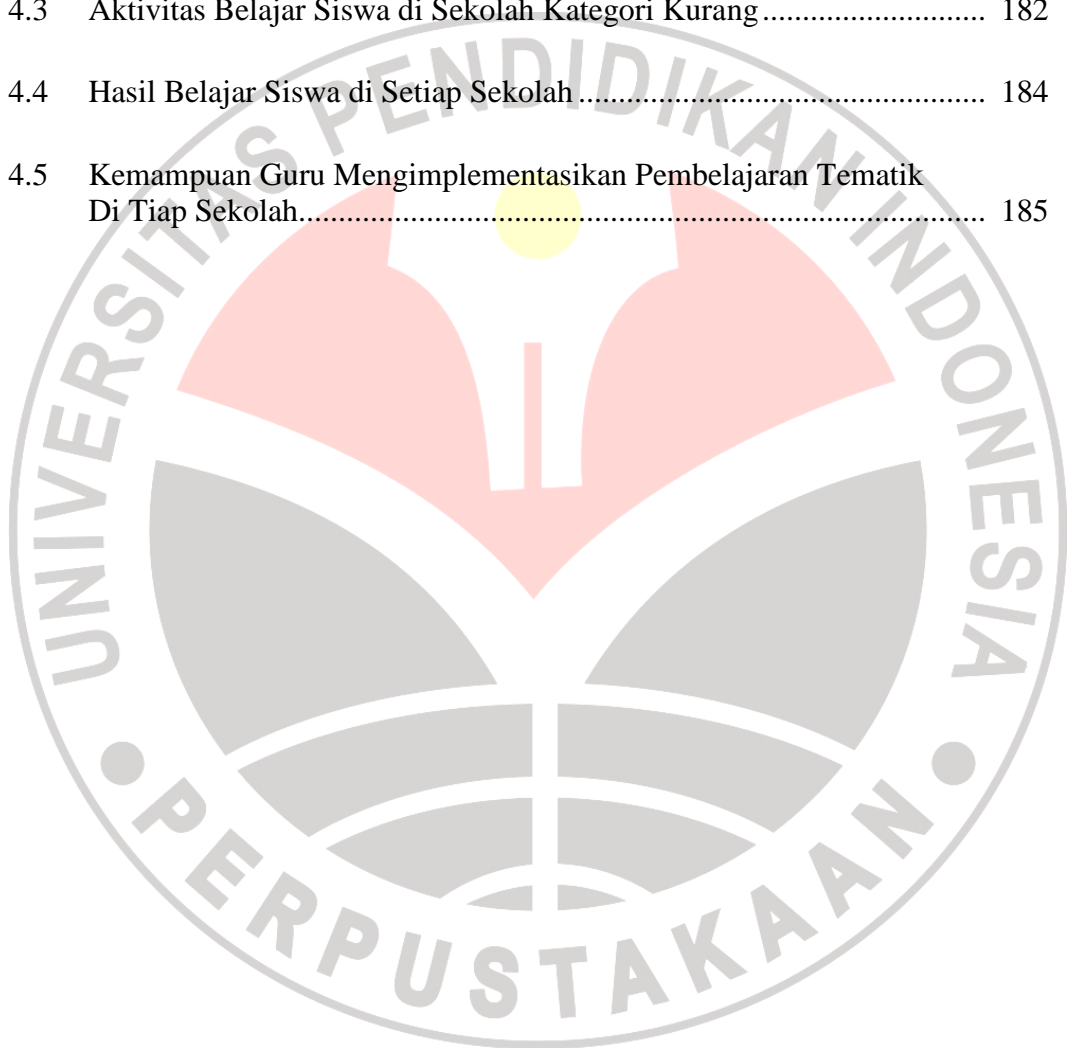 4.3 Aktivitas Belajar Siswa di Sekolah Kategori Kurang ......................... 182
4.4 Hasil Belajar Siswa di Setiap Sekolah ............................................... 184
4.5 Kemampuan Guru Mengimplementasikan Pembelajaran Tematik
Di Tiap Sekolah............................................................................... 185
UNIVERSITAS PENDIDIKAN INDONESIA
PERPUSTAKAAN